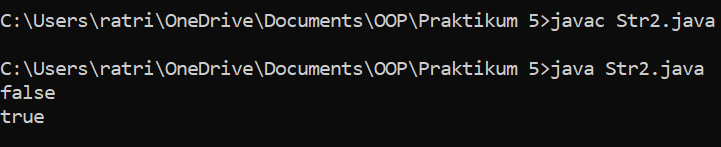 C:\Users\ratri\OneDrive\Documents\OOP\Praktikum 5>javac Str2.java
C:\Users\ratri\OneDrive\Documents\OOP\Praktikum 5>java Str2.java
false
true